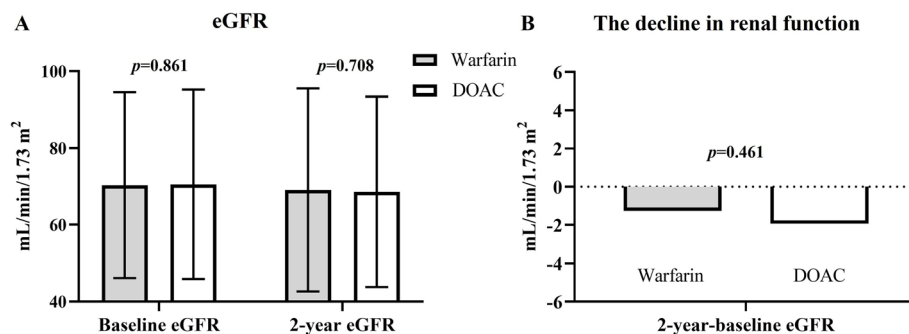 A
eGFR
mL/min/1.73 m²
100
80
60
40
p=0.861
p=0.708
Warfarin
DOAC
Baseline eGFR
2-year eGFR
B
The decline in renal function
mL/min/1.73 m²
6
4
2
0
-2
-4
-6
p=0.461
Warfarin
DOAC
2-year-baseline eGFR